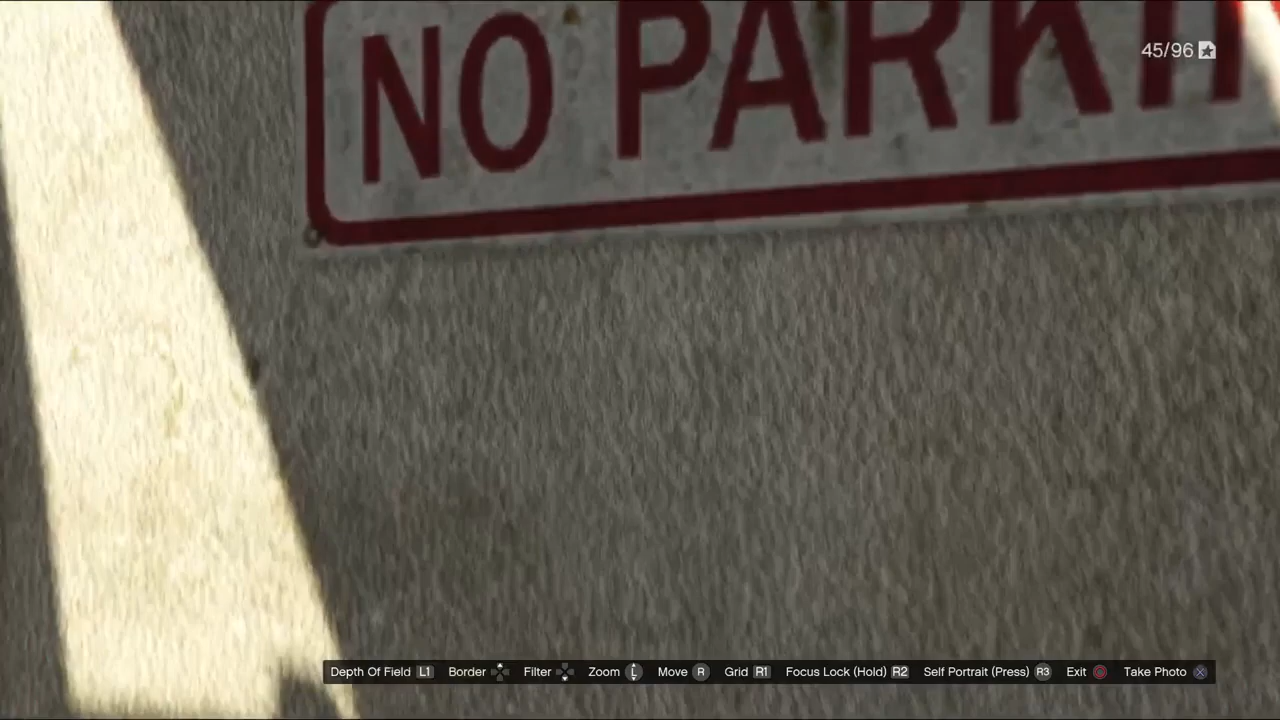 NO PARKI
45/96
Depth Of Field L1 Border Filter Zoom L Move R Grid R1 Focus Lock (Hold) R2 Self Portrait (Press) R3 Exit Take Photo